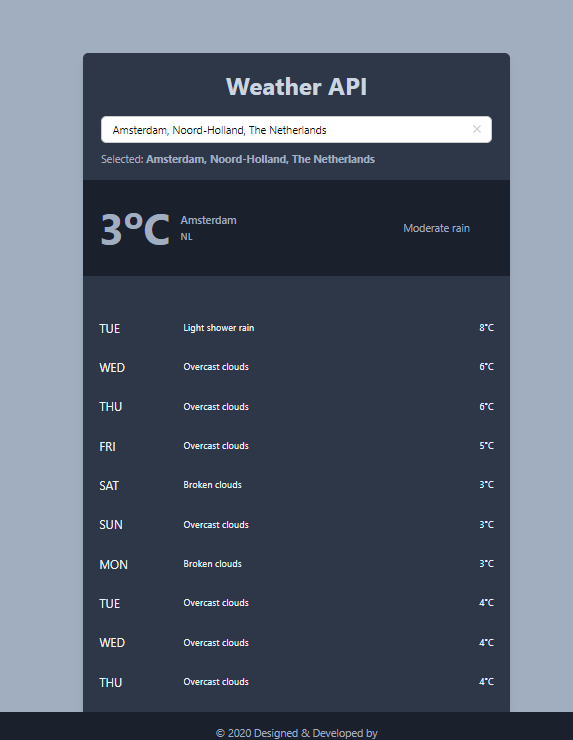 Weather API
Amsterdam, Noord-Holland, The Netherlands ×
Selected: Amsterdam, Noord-Holland, The Netherlands
3°C Amsterdam Moderate rain
NL
TUE Light shower rain 8°C
WED Overcast clouds 6°C
THU Overcast clouds 6°C
FRI Overcast clouds 5°C
SAT Broken clouds 3°C
SUN Overcast clouds 3°C
MON Broken clouds 3°C
TUE Overcast clouds 4°C
WED Overcast clouds 4°C
THU Overcast clouds 4°C
© 2020 Designed & Developed by